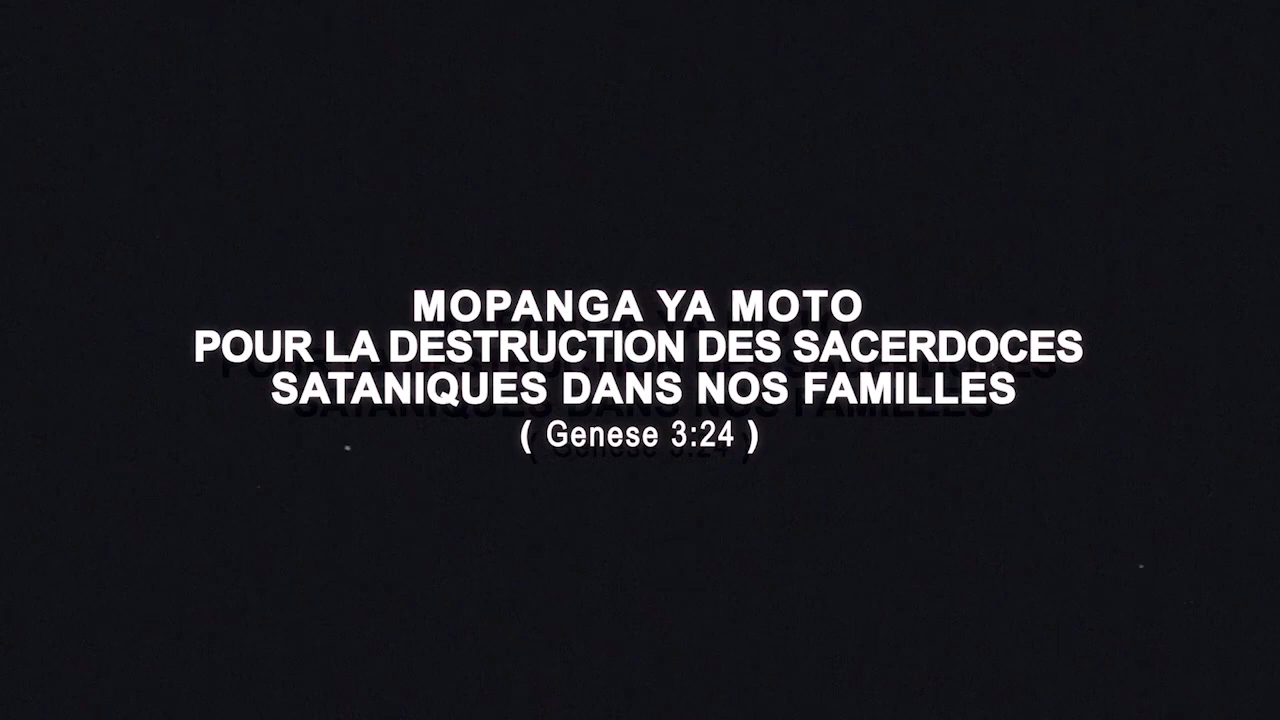 MOPANGA YA MOTO
POUR LA DESTRUCTION DES SACERDOCES
SATANIQUES DANS NOS FAMILLES
( Genese 3:24 )